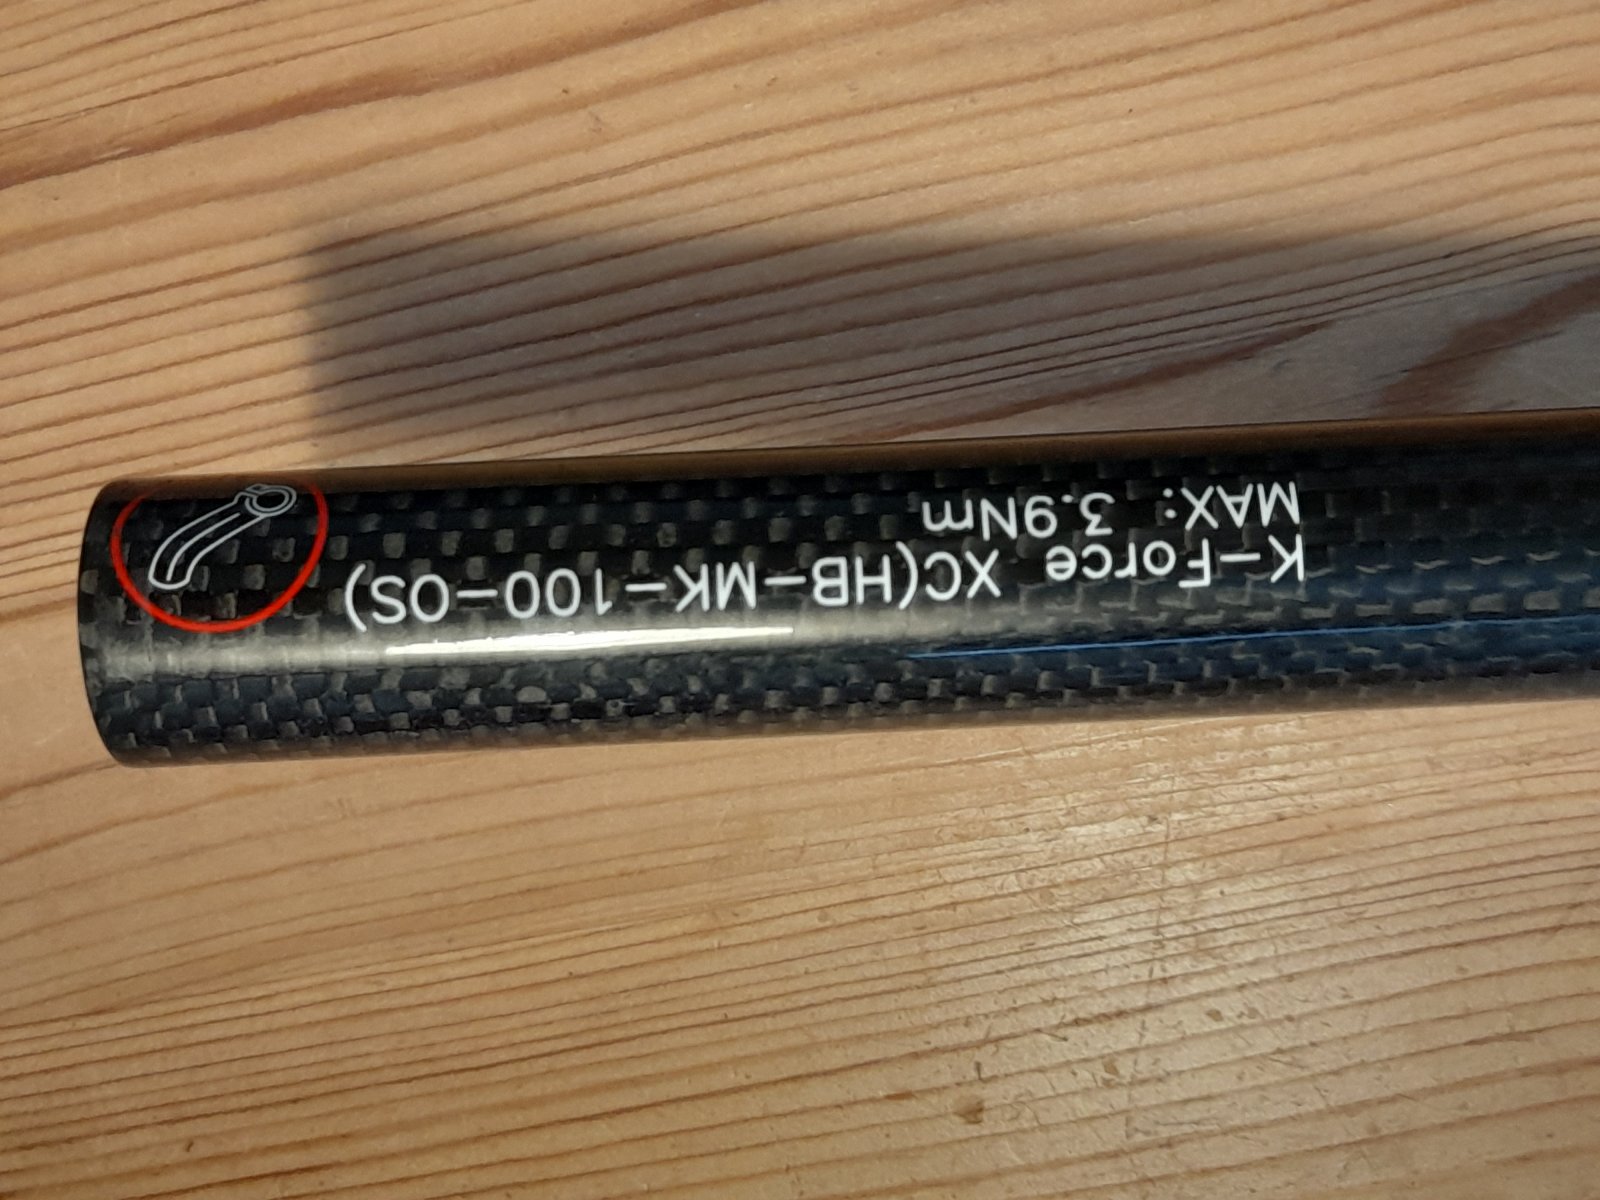 K-Force XC(HB-MK-100-OS)
MAX: 3.9Nm